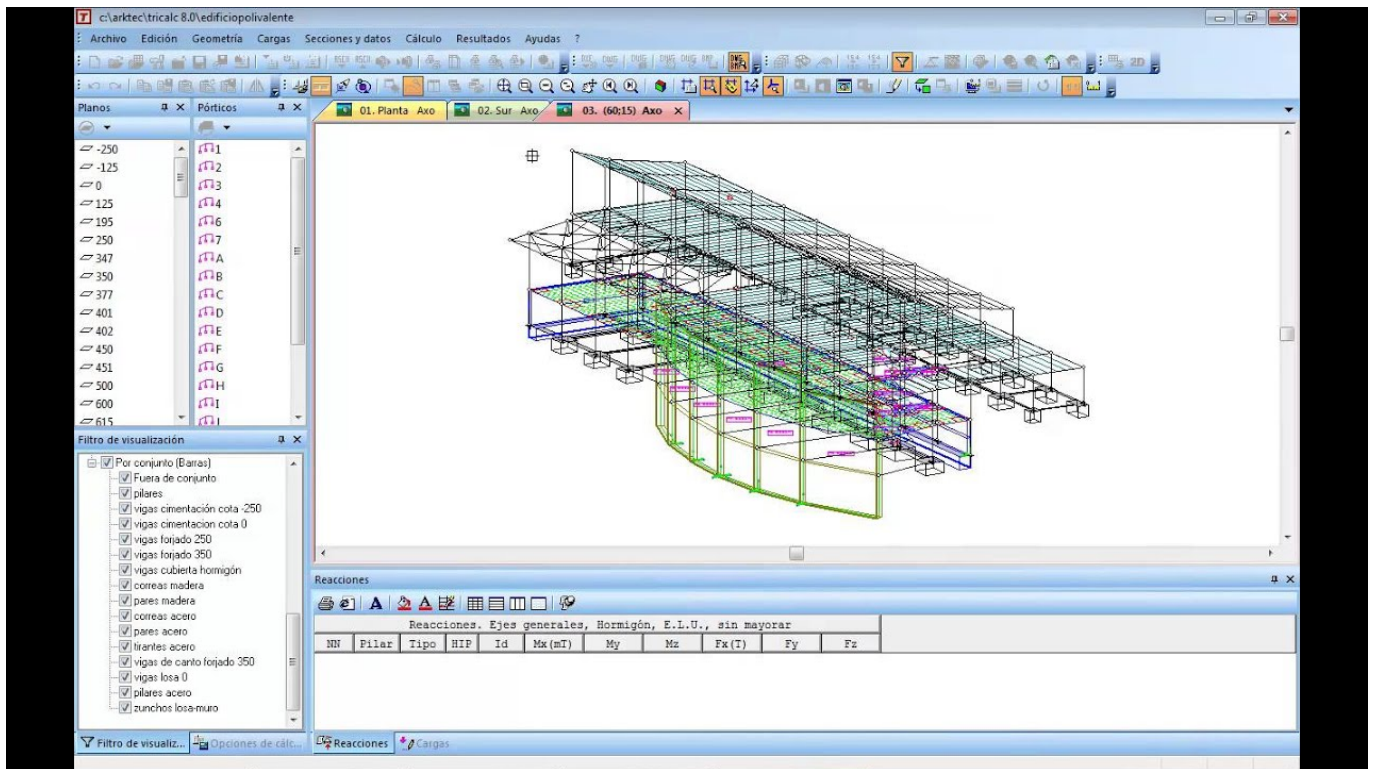 c:\arktec\tricalc 8.0\edificiopolivalente
Archivo Edición Geometría Cargas Secciones y datos Cálculo Resultados Ayudas ?
Planos
Pórticos
01. Planta Axo
02. Sur Axo
03. (60;15) Axo
-250
-125
0
125
195
250
347
350
377
401
402
450
451
500
600
615
1
2
3
4
6
7
A
B
C
D
E
F
G
H
I
Filtro de visualización
Por conjunto (Barras)
Fuera de conjunto
pilares
vigas cimentación cota -250
vigas cimentacion cota 0
vigas forjado 250
vigas forjado 350
vigas cubierta hormigón
correas madera
pares madera
correas acero
pares acero
tirantes acero
vigas de canto forjado 350
vigas losa 0
pilares acero
zunchos losa-muro
Filtro de visualiz...
Opciones de cálc...
Reacciones
Reacciones. Ejes generales, Hormigón, E.L.U., sin mayorar
NN Pilar Tipo HIP Id Mx(mT) My Mz Fx(T) Fy Fz
Reacciones
Cargas